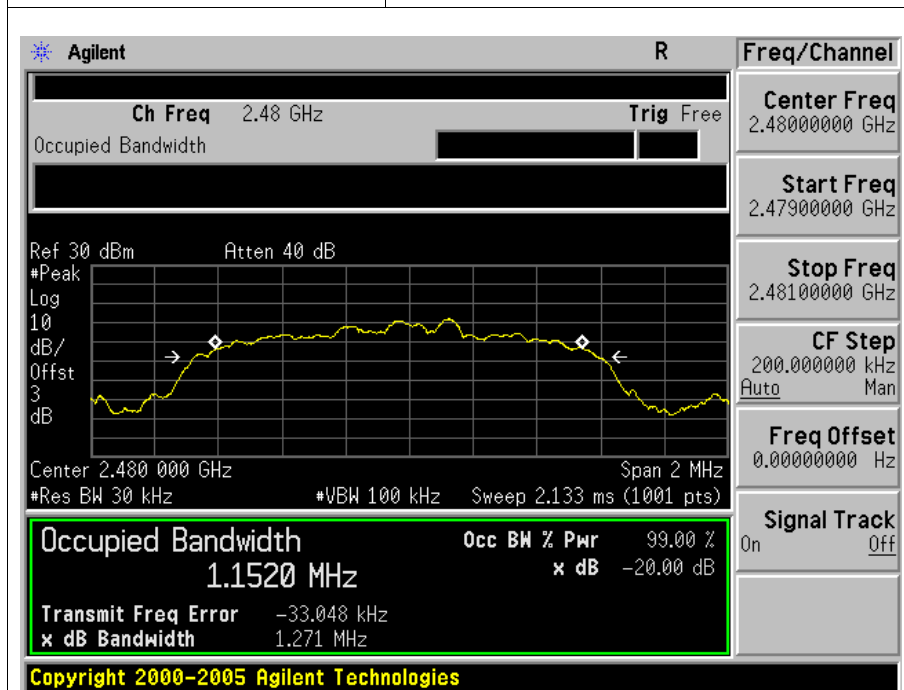 Agilent R Freq/Channel
Ch Freq 2.48 GHz Trig Free
Occupied Bandwidth
Ref 30 dBm Atten 40 dB
#Peak
Log
10
dB/
Offst
3
dB
Center 2.480 000 GHz Span 2 MHz
#Res BW 30 kHz #VBW 100 kHz Sweep 2.133 ms (1001 pts)
Occupied Bandwidth Occ BW % Pwr 99.00 %
1.1520 MHz x dB -20.00 dB
Transmit Freq Error -33.048 kHz
x dB Bandwidth 1.271 MHz
Copyright 2000-2005 Agilent Technologies
Center Freq
2.48000000 GHz
Start Freq
2.47900000 GHz
Stop Freq
2.48100000 GHz
CF Step
200.000000 kHz
Auto Man
Freq Offset
0.00000000 Hz
Signal Track
On Off